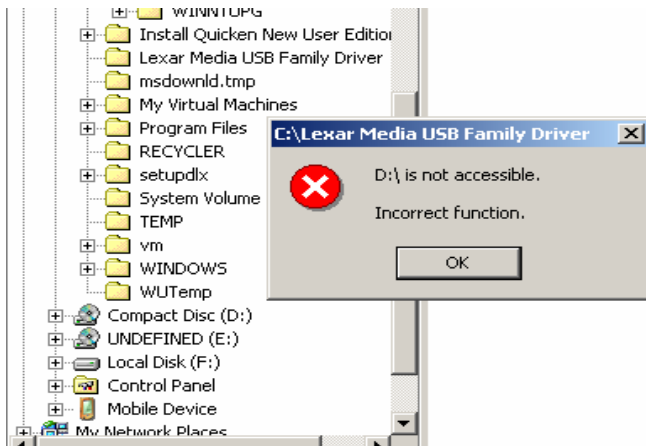 WINNTUPG
Install Quicken New User Edition
Lexar Media USB Family Driver
msdownld.tmp
My Virtual Machines
Program Files
RECYCLER
setupdlx
System Volume
TEMP
vm
WINDOWS
WUTemp
Compact Disc (D:)
UNDEFINED (E:)
Local Disk (F:)
Control Panel
Mobile Device
My Network Places
C:\Lexar Media USB Family Driver
D:\ is not accessible.
Incorrect function.
OK